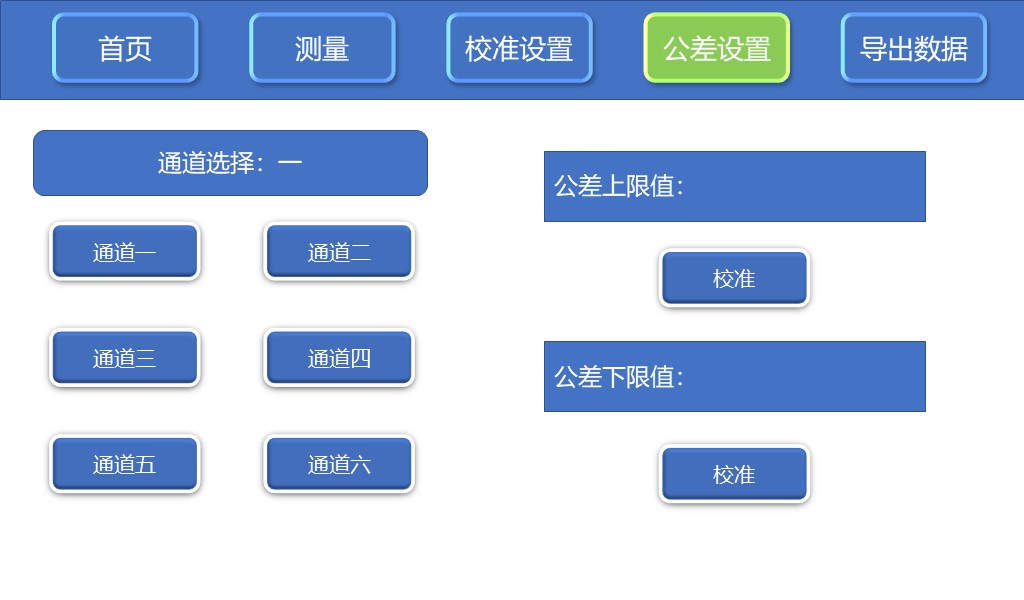 首页
测量
校准设置
公差设置
导出数据
通道选择：一
通道一
通道二
通道三
通道四
通道五
通道六
公差上限值：
校准
公差下限值：
校准